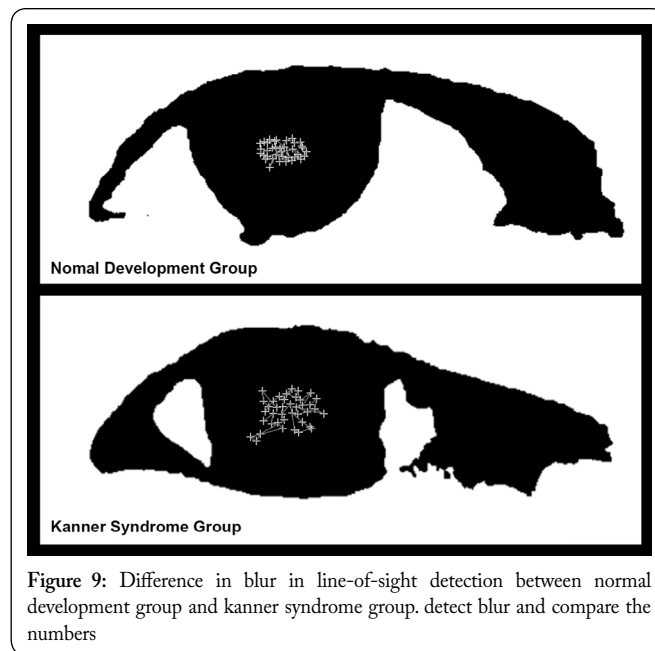 Nomal Development Group
Kanner Syndrome Group
Figure 9: Difference in blur in line-of-sight detection between normal
development group and kanner syndrome group. detect blur and compare the
numbers